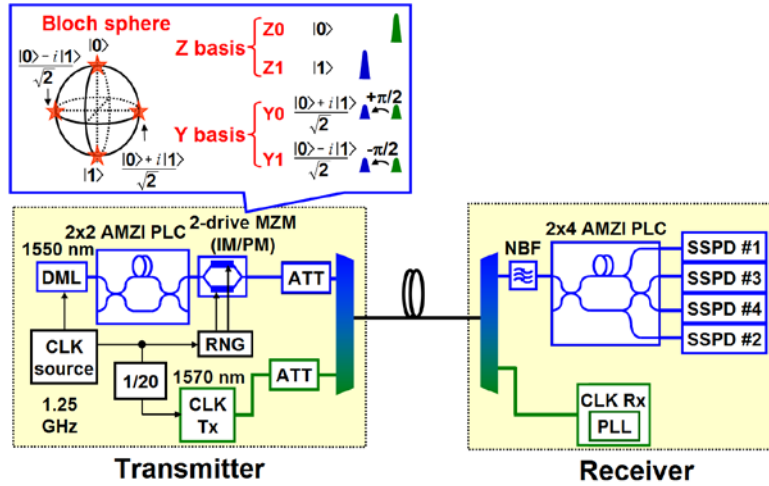 Bloch sphere
|0>
|0>−i|1>
√2
|1>
|0>+i|1>
√2
Z basis
Z0 |0>
Z1 |1>
Y basis
Y0 |0>+i|1> +π/2
√2
Y1 |0>−i|1> -π/2
√2
2x2 AMZI PLC
2-drive MZM
(IM/PM)
1550 nm
DML
ATT
CLK
source
RNG
1/20
1.25
GHz
1570 nm
CLK
Tx
ATT
Transmitter
NBF
2x4 AMZI PLC
SSPD #1
SSPD #3
SSPD #4
SSPD #2
CLK Rx
PLL
Receiver